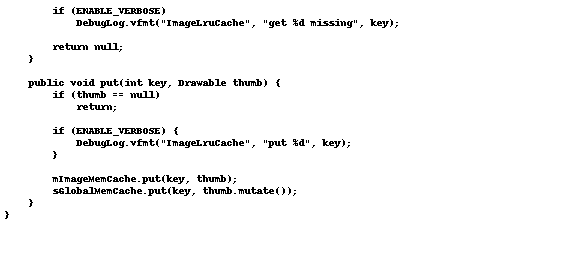 if (ENABLE_VERBOSE)
            DebugLog.vfmt("ImageLruCache", "get %d missing", key);

        return null;
    }

    public void put(int key, Drawable thumb) {
        if (thumb == null)
            return;

        if (ENABLE_VERBOSE) {
            DebugLog.vfmt("ImageLruCache", "put %d", key);
        }

        mImageMemCache.put(key, thumb);
        sGlobalMemCache.put(key, thumb.mutate());
    }
}